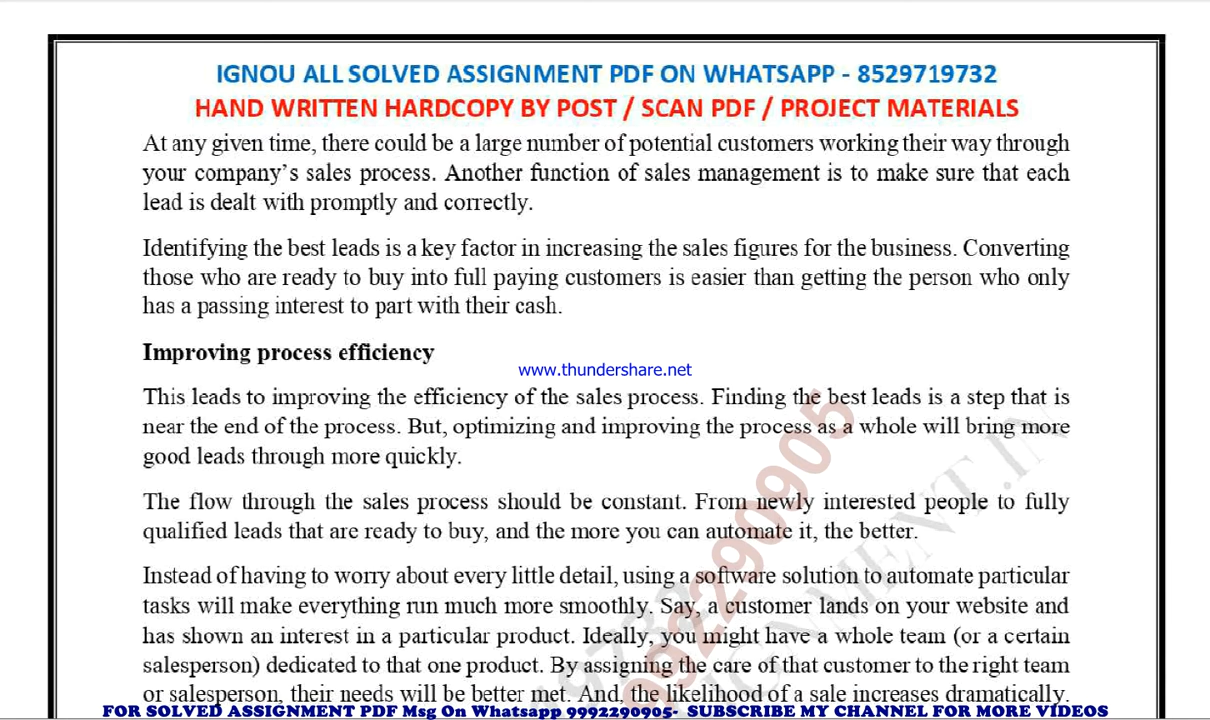 IGNOU ALL SOLVED ASSIGNMENT PDF ON WHATSAPP - 8529719732
HAND WRITTEN HARDCOPY BY POST / SCAN PDF / PROJECT MATERIALS
At any given time, there could be a large number of potential customers working their way through
your company's sales process. Another function of sales management is to make sure that each
lead is dealt with promptly and correctly.
Identifying the best leads is a key factor in increasing the sales figures for the business. Converting
those who are ready to buy into full paying customers is easier than getting the person who only
has a passing interest to part with their cash.
Improving process efficiency
www.thundershare.net
This leads to improving the efficiency of the sales process. Finding the best leads is a step that is
near the end of the process. But, optimizing and improving the process as a whole will bring more
good leads through more quickly.
The flow through the sales process should be constant. From newly interested people to fully
qualified leads that are ready to buy, and the more you can automate it, the better.
Instead of having to worry about every little detail, using a software solution to automate particular
tasks will make everything run much more smoothly. Say, a customer lands on your website and
has shown an interest in a particular product. Ideally, you might have a whole team (or a certain
salesperson) dedicated to that one product. By assigning the care of that customer to the right team
or salesperson, their needs will be better met. And, the likelihood of a sale increases dramatically.
FOR SOLVED ASSIGNMENT PDF Msg On Whatsapp 9992290905- SUBSCRIBE MY CHANNEL FOR MORE VIDEOS